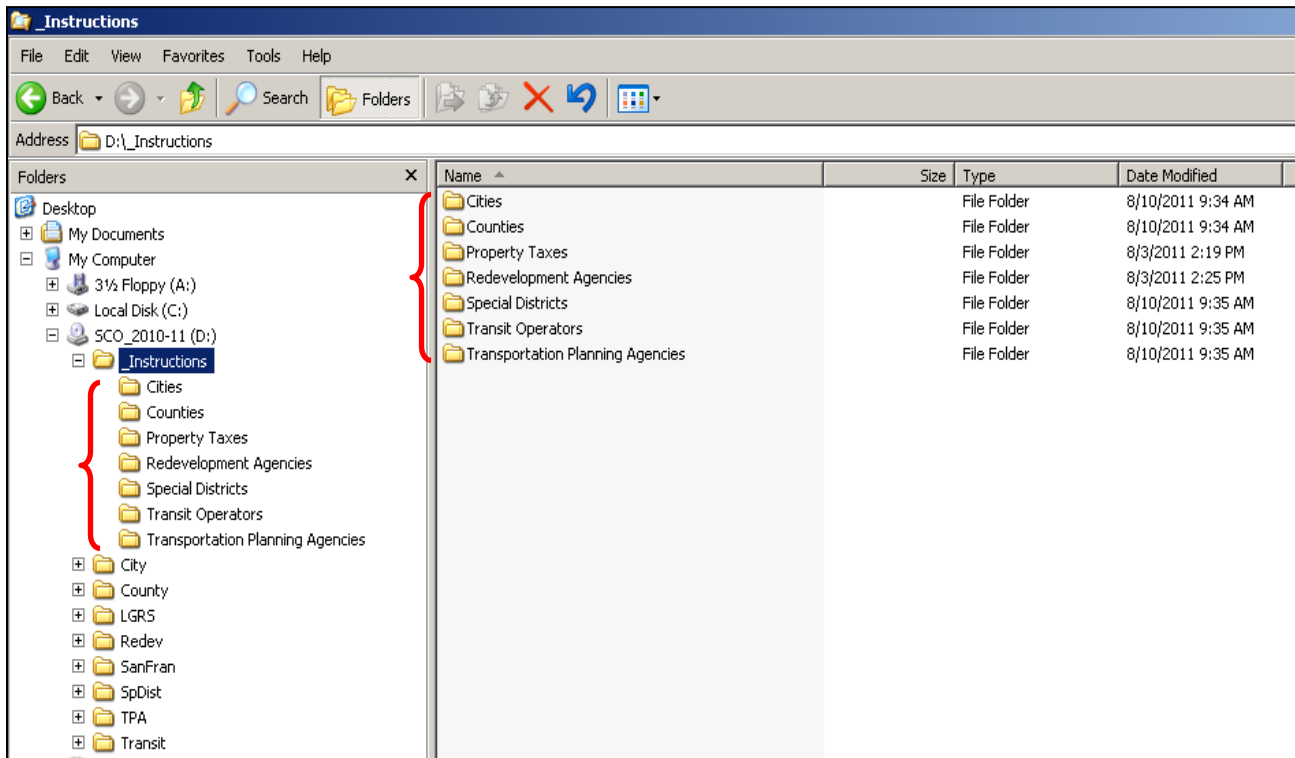 _Instructions
File Edit View Favorites Tools Help
Back Search Folders
Address D:\_Instructions
Folders x
Desktop
My Documents
My Computer
3½ Floppy (A:)
Local Disk (C:)
SCO_2010-11 (D:)
_Instructions
Cities
Counties
Property Taxes
Redevelopment Agencies
Special Districts
Transit Operators
Transportation Planning Agencies
City
County
LGRS
Redev
SanFran
SpDist
TPA
Transit
Name Size Type Date Modified
Cities File Folder 8/10/2011 9:34 AM
Counties File Folder 8/10/2011 9:34 AM
Property Taxes File Folder 8/3/2011 2:19 PM
Redevelopment Agencies File Folder 8/3/2011 2:25 PM
Special Districts File Folder 8/10/2011 9:35 AM
Transit Operators File Folder 8/10/2011 9:35 AM
Transportation Planning Agencies File Folder 8/10/2011 9:35 AM